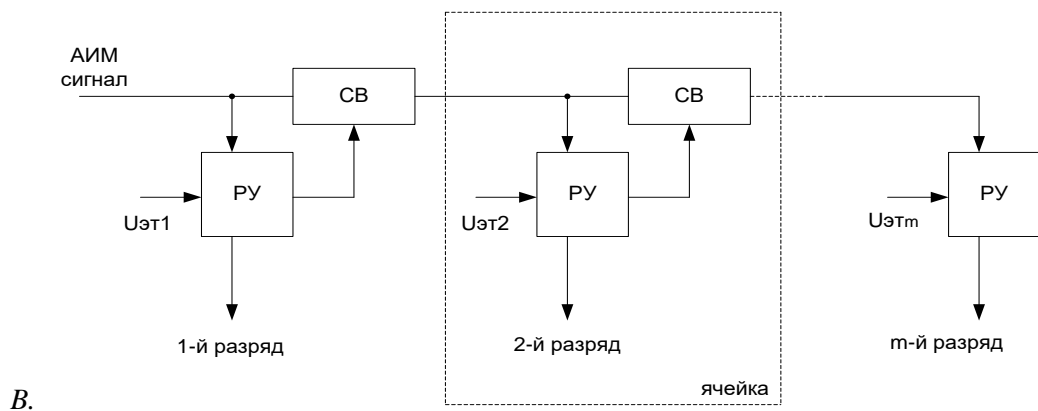 АИМ
сигнал
СВ
СВ
РУ
РУ
РУ
Uэт1
Uэт2
Uэтm
1-й разряд
2-й разряд
m-й разряд
ячейка
В.